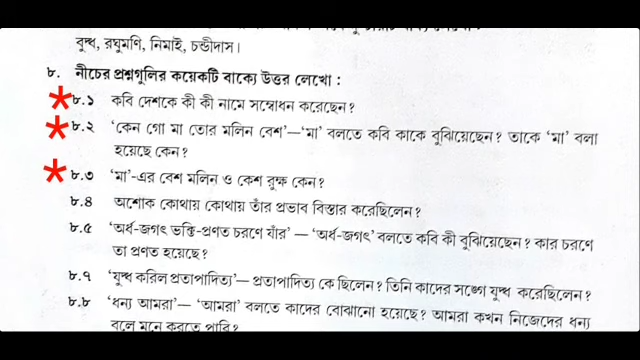 বুদ্ধ, রঘুমণি, নিমাই, চণ্ডীদাস।
৮. নীচের প্রশ্নগুলির কয়েকটি বাক্যে উত্তর লেখো :
৮.১ কবি দেশকে কী কী নামে সম্বোধন করেছেন?
৮.২ ‘কেন গো মা তোর মলিন বেশ’—‘মা’ বলতে কবি কাকে বুঝিয়েছেন? তাকে ‘মা’ বলা
হয়েছে কেন?
৮.৩ ‘মা’-এর বেশ মলিন ও কেশ রুক্ষ কেন?
৮.৪ অশোক কোথায় কোথায় তাঁর প্রভাব বিস্তার করেছিলেন?
৮.৫ ‘অর্ধ-জগৎ ভক্তি-প্রণত চরণে যাঁর’ — ‘অর্ধ-জগৎ’ বলতে কবি কী বুঝিয়েছেন? কার চরণে
তা প্রণত হয়েছে?
৮.৭ ‘যুদ্ধ করিল প্রতাপাদিত্য’— প্রতাপাদিত্য কে ছিলেন? তিনি কাদের সঙ্গে যুদ্ধ করেছিলেন?
৮.৮ ‘ধন্য আমরা’— ‘আমরা’ বলতে কাদের বোঝানো হয়েছে? আমরা কখন নিজেদের ধন্য
বলে মনে করতে পারি?